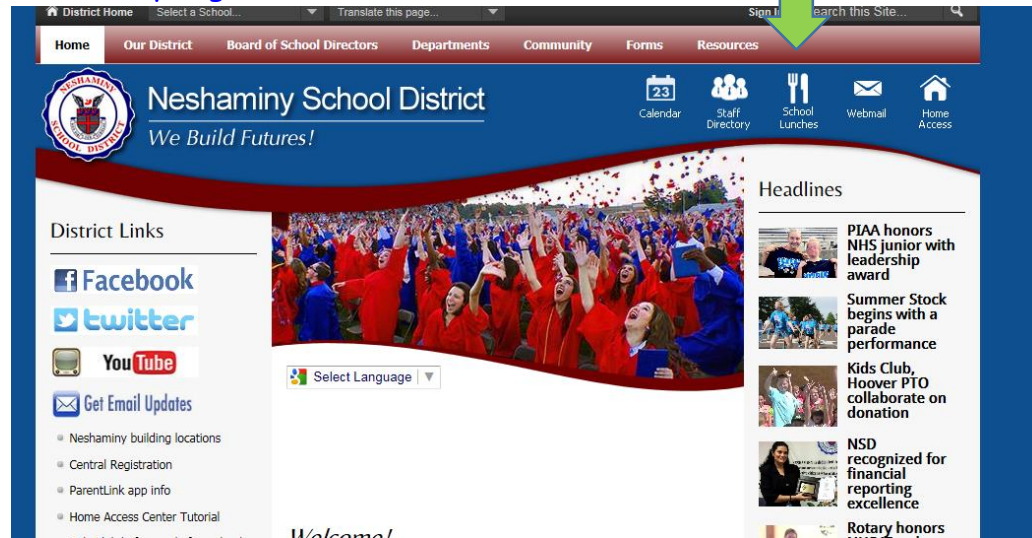 District Home Select a School... Translate this page... Sign In Search this Site...
Home Our District Board of School Directors Departments Community Forms Resources
NESHAMINY SCHOOL DISTRICT
Neshaminy School District
We Build Futures!
23
Calendar
Staff
Directory
School
Lunches
Webmail
Home
Access
District Links
Facebook
twitter
YouTube
Get Email Updates
Neshaminy building locations
Central Registration
ParentLink app info
Home Access Center Tutorial
Select Language
Welcome!
Headlines
PIAA honors
NHS junior with
leadership
award
Summer Stock
begins with a
parade
performance
Kids Club,
Hoover PTO
collaborate on
donation
NSD
recognized for
financial
reporting
excellence
Rotary honors